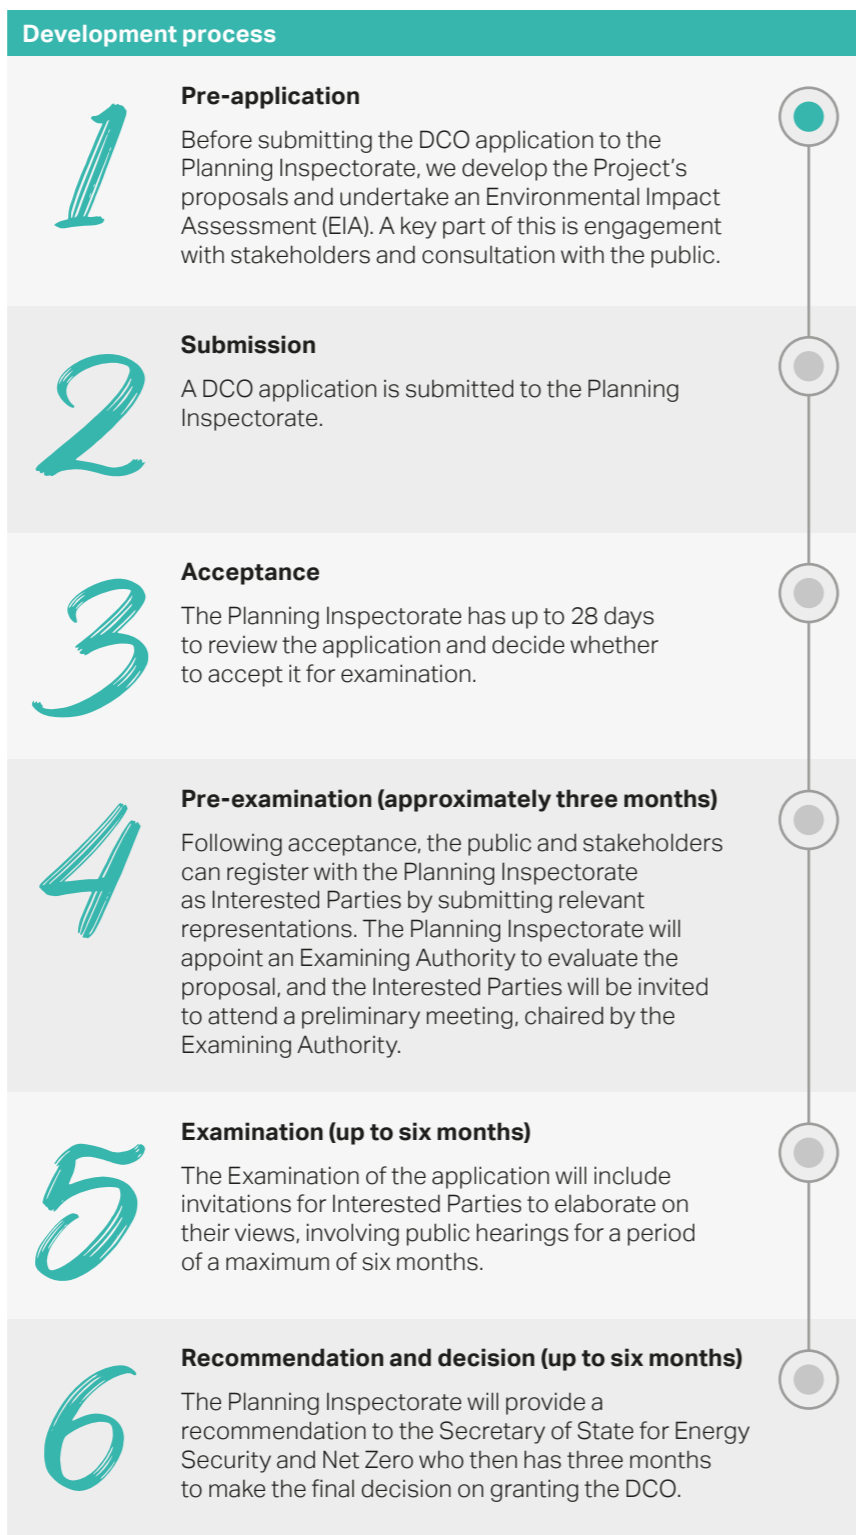 Development process
1
Pre-application
Before submitting the DCO application to the
Planning Inspectorate, we develop the Project's
proposals and undertake an Environmental Impact
Assessment (EIA). A key part of this is engagement
with stakeholders and consultation with the public.
2
Submission
A DCO application is submitted to the Planning
Inspectorate.
3
Acceptance
The Planning Inspectorate has up to 28 days
to review the application and decide whether
to accept it for examination.
4
Pre-examination (approximately three months)
Following acceptance, the public and stakeholders
can register with the Planning Inspectorate
as Interested Parties by submitting relevant
representations. The Planning Inspectorate will
appoint an Examining Authority to evaluate the
proposal, and the Interested Parties will be invited
to attend a preliminary meeting, chaired by the
Examining Authority.
5
Examination (up to six months)
The Examination of the application will include
invitations for Interested Parties to elaborate on
their views, involving public hearings for a period
of a maximum of six months.
6
Recommendation and decision (up to six months)
The Planning Inspectorate will provide a
recommendation to the Secretary of State for Energy
Security and Net Zero who then has three months
to make the final decision on granting the DCO.